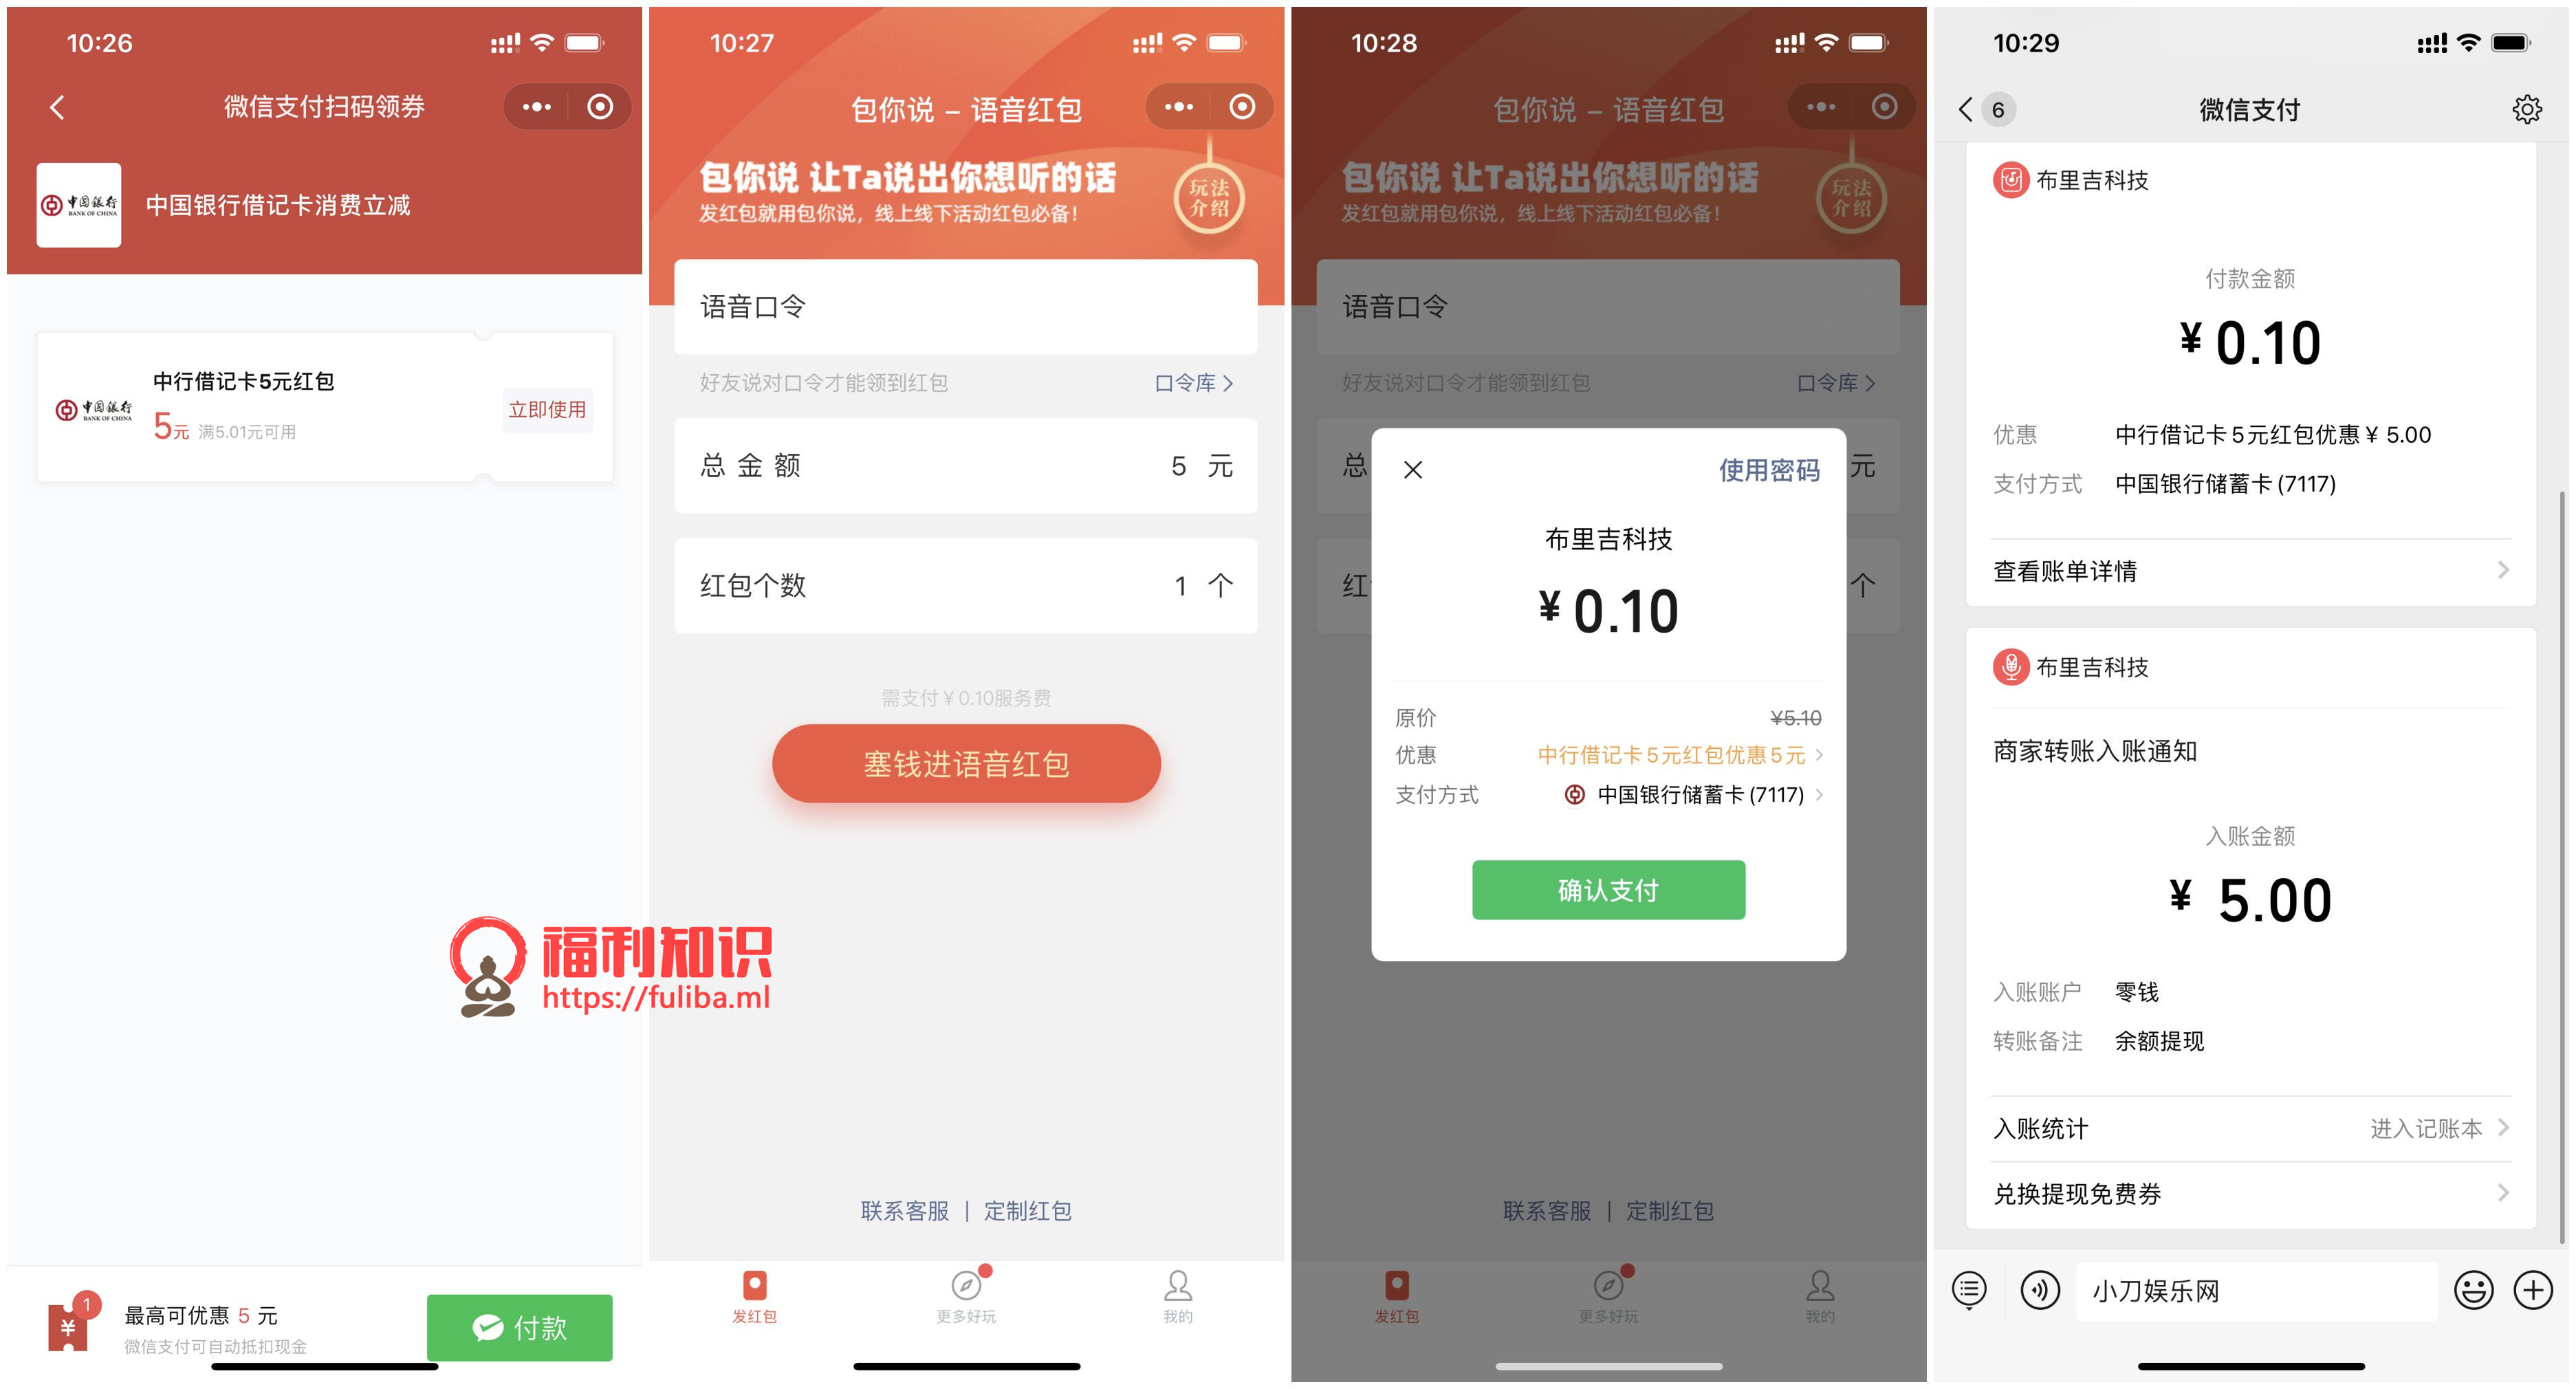 10:26
微信支付扫码领券
中国银行
BANK OF CHINA
中国银行借记卡消费立减
中行借记卡5元红包
中国银行
BANK OF CHINA
5元 满5.01元可用
立即使用
¥
1
最高可优惠 5 元
微信支付可自动抵扣现金
付款
10:27
包你说 – 语音红包
包你说 让Ta说出你想听的话
发红包就用包你说，线上线下活动红包必备！
玩法
介绍
语音口令
好友说对口令才能领到红包
口令库
总 金 额 5 元
红包个数 1 个
需支付¥0.10服务费
塞钱进语音红包
福利知识
https://fuliba.ml
联系客服 | 定制红包
发红包
更多好玩
我的
10:28
包你说 – 语音红包
包你说 让Ta说出你想听的话
发红包就用包你说，线上线下活动红包必备！
玩法
介绍
语音口令
好友说对口令才能领到红包
口令库
总
元
红
个
使用密码
布里吉科技
¥0.10
原价 ¥5.10
优惠 中行借记卡5元红包优惠5元
支付方式 中国银行储蓄卡(7117)
确认支付
联系客服 | 定制红包
发红包
更多好玩
我的
10:29
6
微信支付
布里吉科技
付款金额
¥0.10
优惠 中行借记卡5元红包优惠¥5.00
支付方式 中国银行储蓄卡(7117)
查看账单详情
布里吉科技
商家转账入账通知
入账金额
¥ 5.00
入账账户 零钱
转账备注 余额提现
入账统计 进入记账本
兑换提现免费券
小刀娱乐网